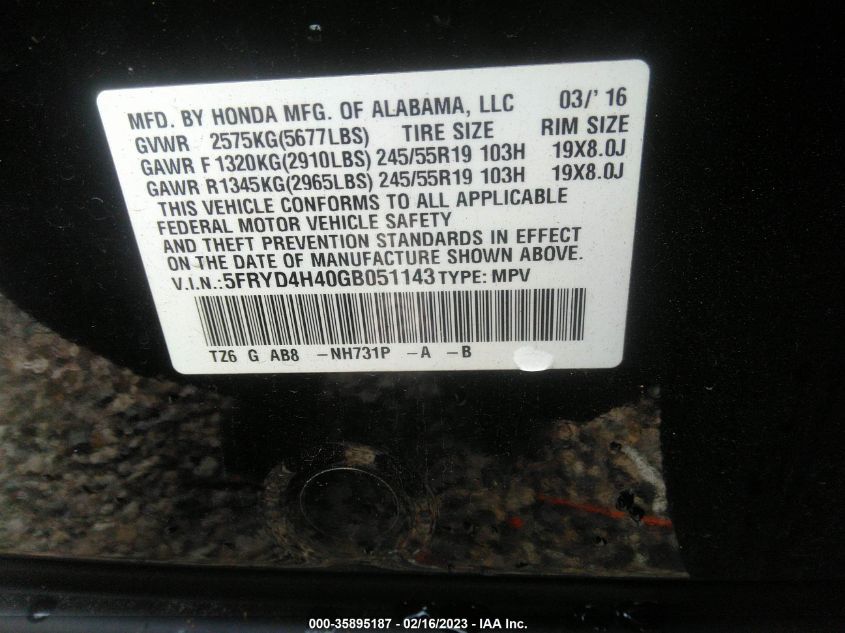 MFD. BY HONDA MFG. OF ALABAMA, LLC 03/' 16
GVWR 2575KG(5677LBS) TIRE SIZE RIM SIZE
GAWR F 1320KG(2910LBS) 245/55R19 103H 19X8.0J
GAWR R1345KG(2965LBS) 245/55R19 103H 19X8.0J
THIS VEHICLE CONFORMS TO ALL APPLICABLE
FEDERAL MOTOR VEHICLE SAFETY
AND THEFT PREVENTION STANDARDS IN EFFECT
ON THE DATE OF MANUFACTURE SHOWN ABOVE.
V.I.N.:5FRYD4H40GB051143 TYPE: MPV
TZ6 G AB8 -NH731P -A -B
000-35895187 - 02/16/2023 - IAA Inc.